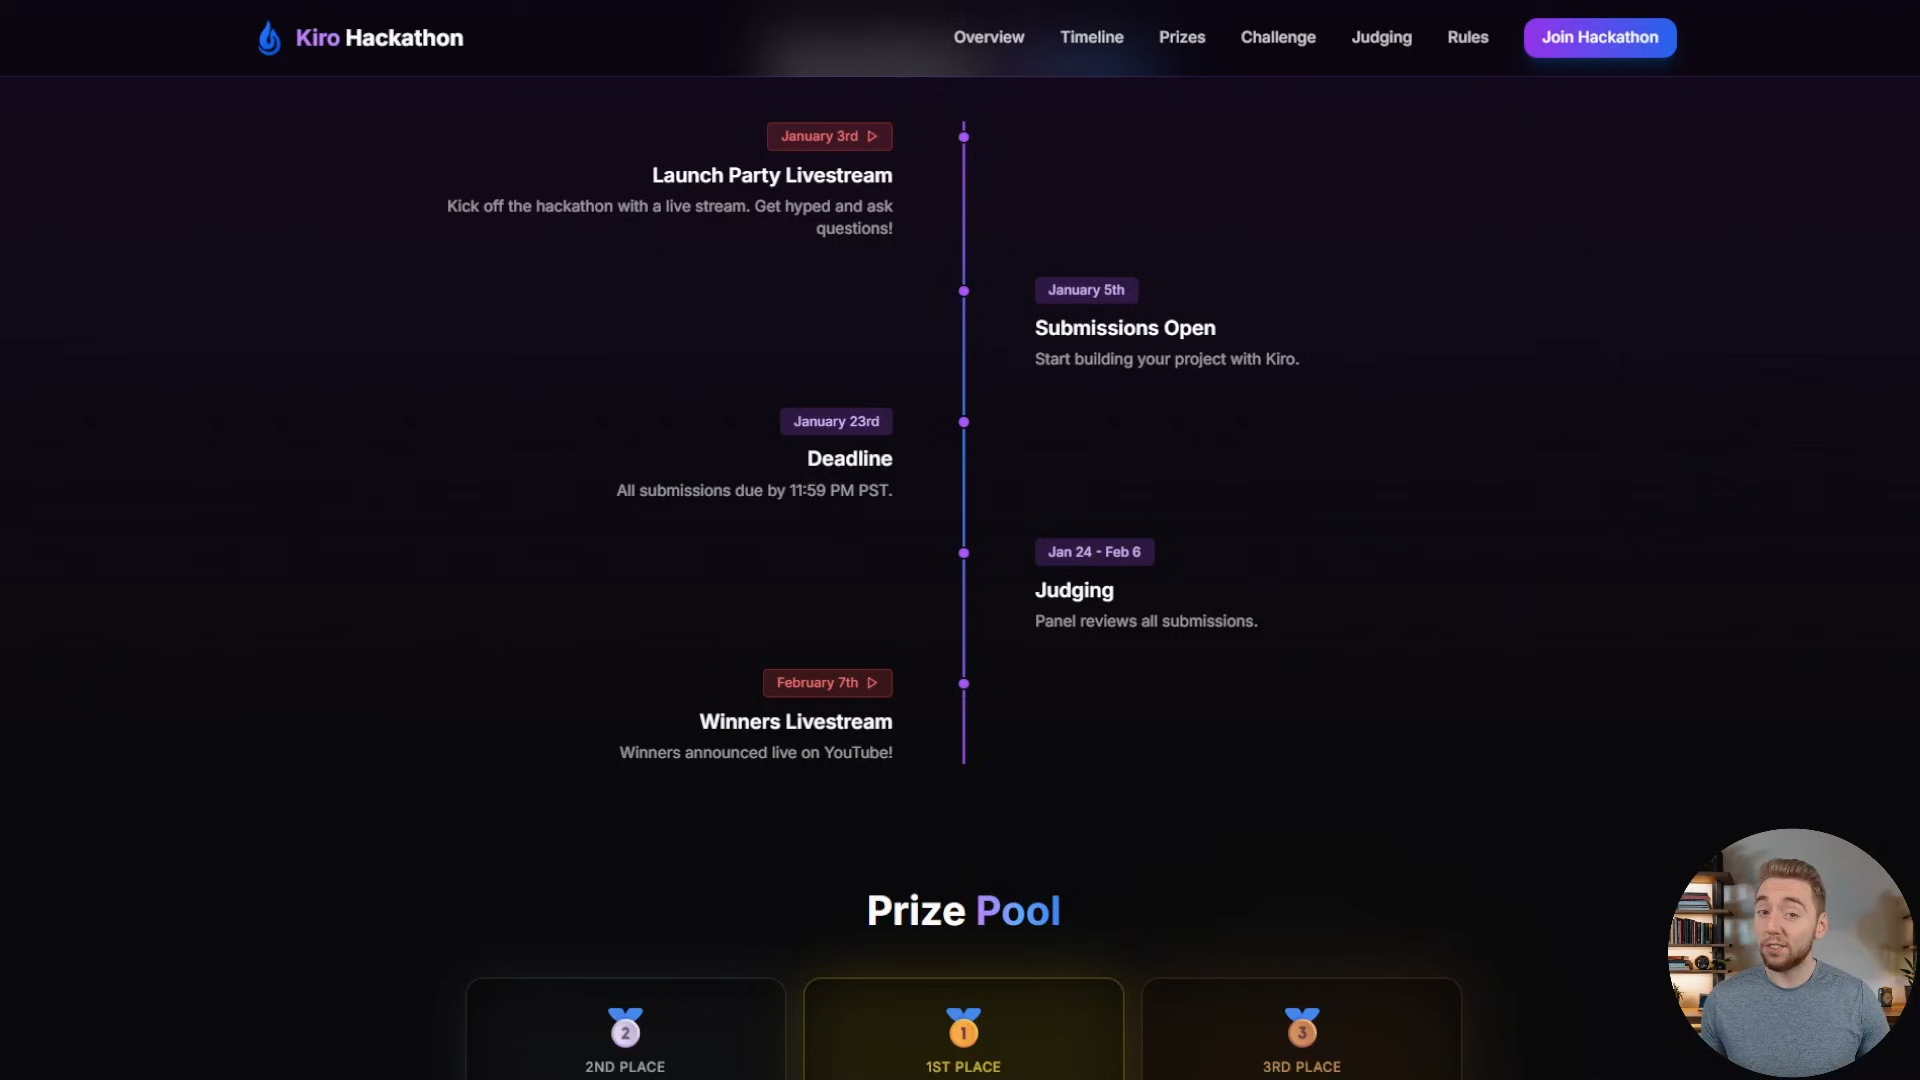 Kiro Hackathon
Overview
Timeline
Prizes
Challenge
Judging
Rules
Join Hackathon
January 3rd
Launch Party Livestream
Kick off the hackathon with a live stream. Get hyped and ask
questions!
January 5th
Submissions Open
Start building your project with Kiro.
January 23rd
Deadline
All submissions due by 11:59 PM PST.
Jan 24 - Feb 6
Judging
Panel reviews all submissions.
February 7th
Winners Livestream
Winners announced live on YouTube!
Prize Pool
2
2ND PLACE
1
1ST PLACE
3
3RD PLACE